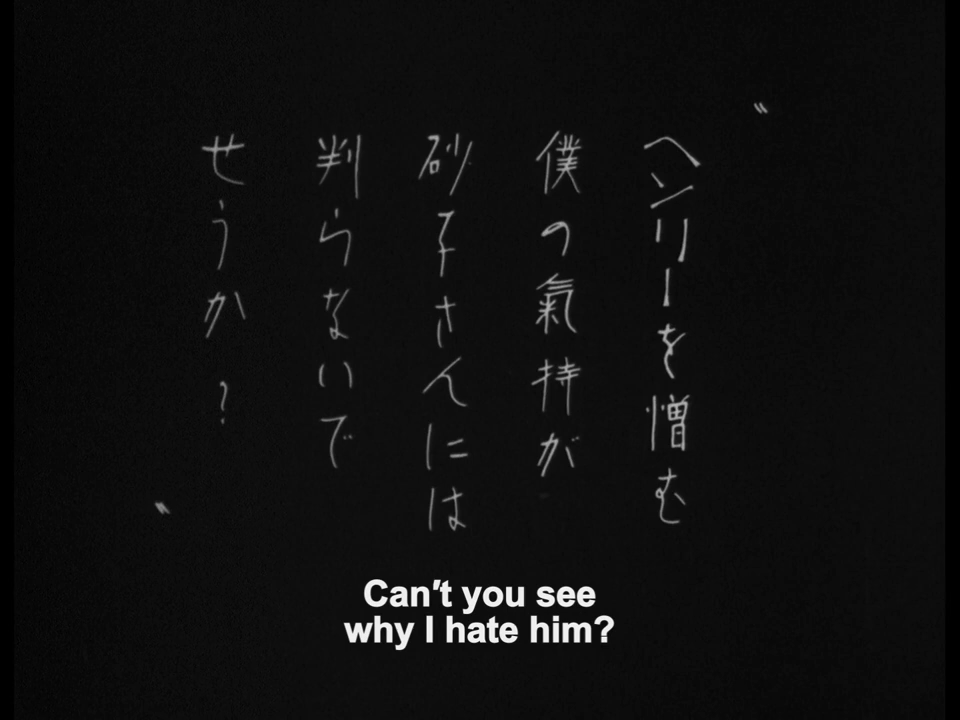 〝ヘンリーを憎む
僕の氣持が
砂子さんには
判らないで
せうか?〟
Can't you see
why I hate him?